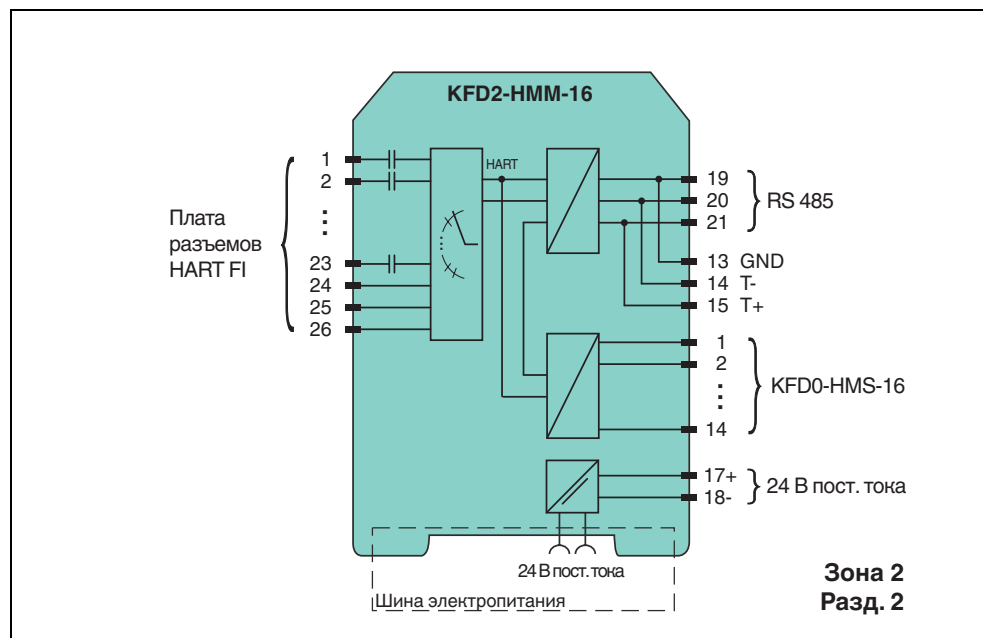 KFD2-HMM-16
HART
1
2
⋮
23
24
25
26
Плата
разъемов
HART FI
19
20
21
RS 485
13 GND
14 T-
15 T+
1
2
⋮
14
KFD0-HMS-16
17+
18-
24 В пост. тока
24 В пост. тока
Шина электропитания
Зона 2
Разд. 2